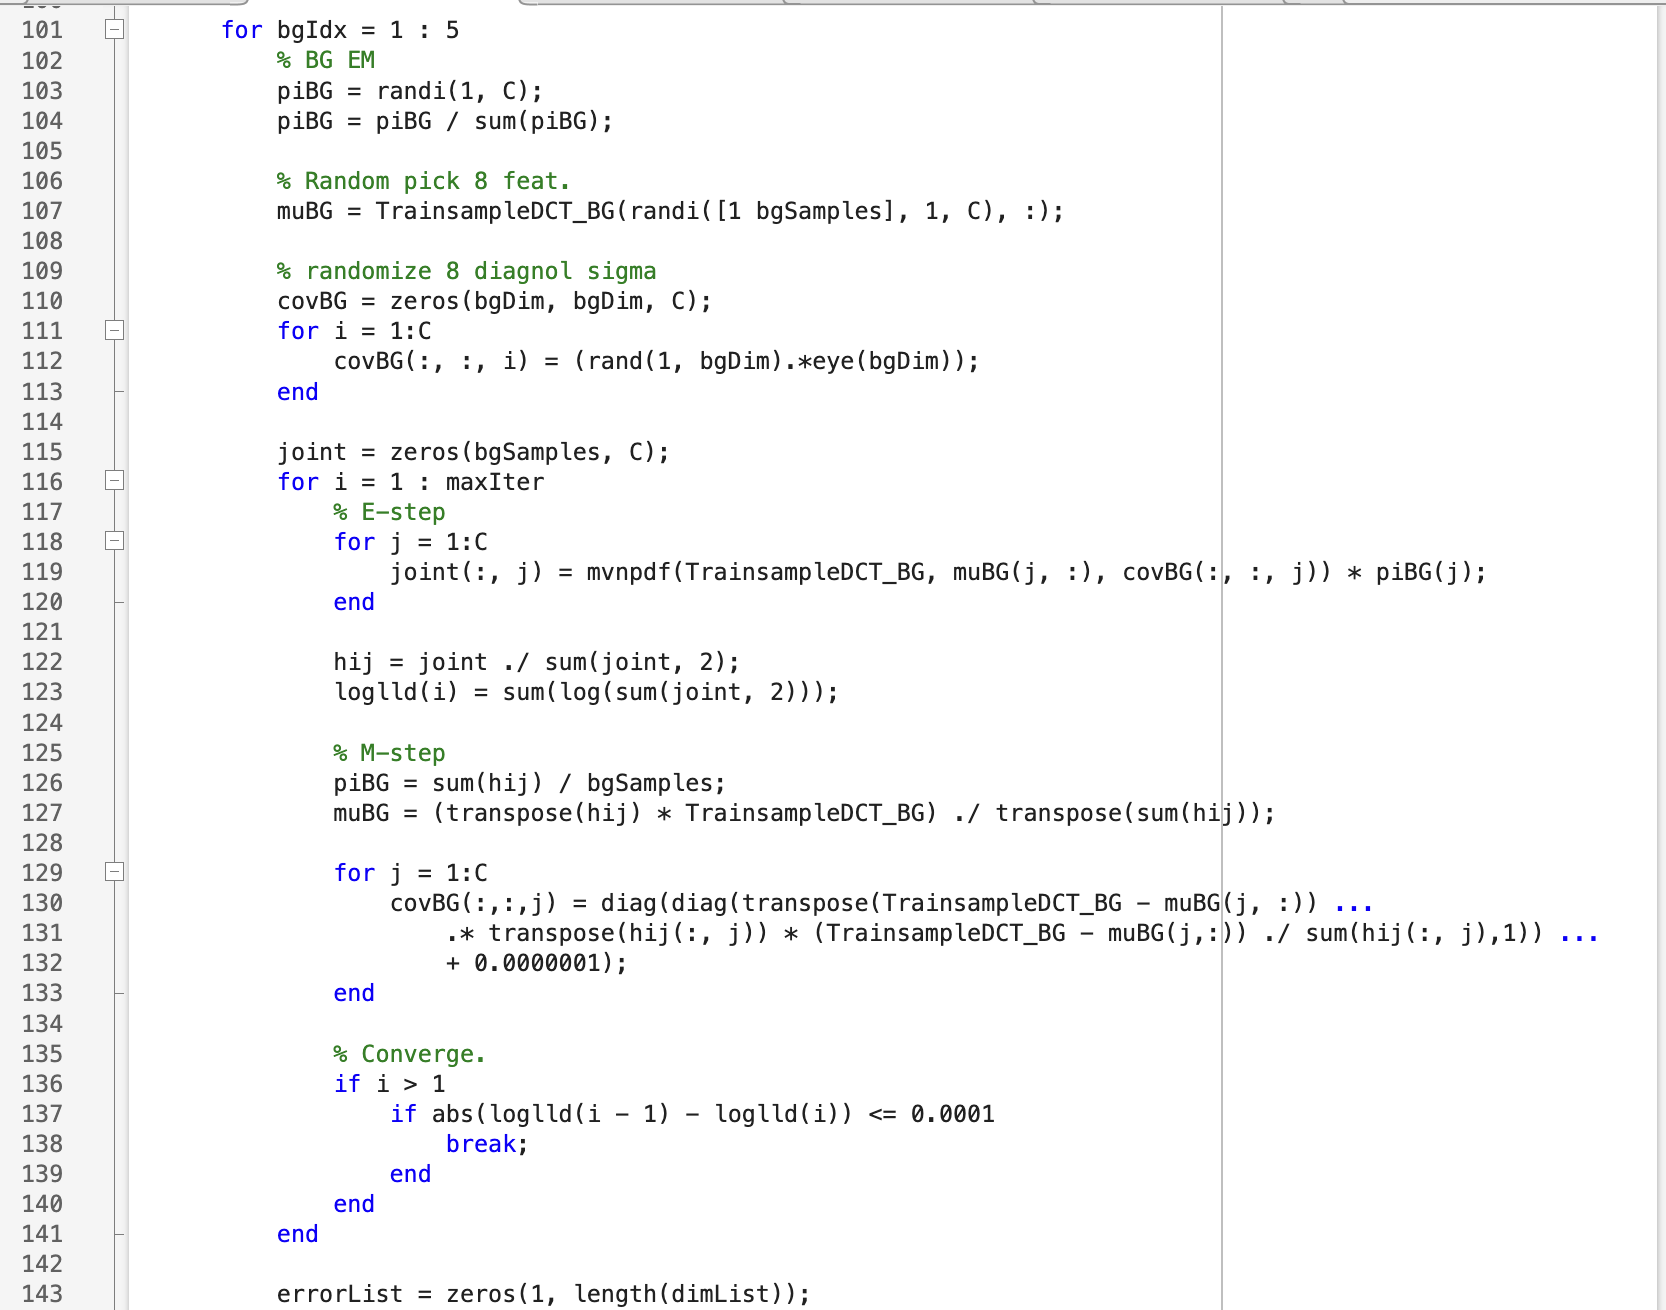 101 for bgIdx = 1 : 5
102 % BG EM
103 piBG = randi(1, C);
104 piBG = piBG / sum(piBG);
105
106 % Random pick 8 feat.
107 muBG = TrainsampleDCT_BG(randi([1 bgSamples], 1, C), :);
108
109 % randomize 8 diagnol sigma
110 covBG = zeros(bgDim, bgDim, C);
111 for i = 1:C
112 covBG(:, :, i) = (rand(1, bgDim).*eye(bgDim));
113 end
114
115 joint = zeros(bgSamples, C);
116 for i = 1 : maxIter
117 % E-step
118 for j = 1:C
119 joint(:, j) = mvnpdf(TrainsampleDCT_BG, muBG(j, :), covBG(:, :, j)) * piBG(j);
120 end
121
122 hij = joint ./ sum(joint, 2);
123 loglld(i) = sum(log(sum(joint, 2)));
124
125 % M-step
126 piBG = sum(hij) / bgSamples;
127 muBG = (transpose(hij) * TrainsampleDCT_BG) ./ transpose(sum(hij));
128
129 for j = 1:C
130 covBG(:,:,j) = diag(diag(transpose(TrainsampleDCT_BG - muBG(j, :)) ...
131 .* transpose(hij(:, j)) * (TrainsampleDCT_BG - muBG(j,:)) ./ sum(hij(:, j),1)) ...
132 + 0.0000001);
133 end
134
135 % Converge.
136 if i > 1
137 if abs(loglld(i - 1) - loglld(i)) <= 0.0001
138 break;
139 end
140 end
141 end
142
143 errorList = zeros(1, length(dimList));